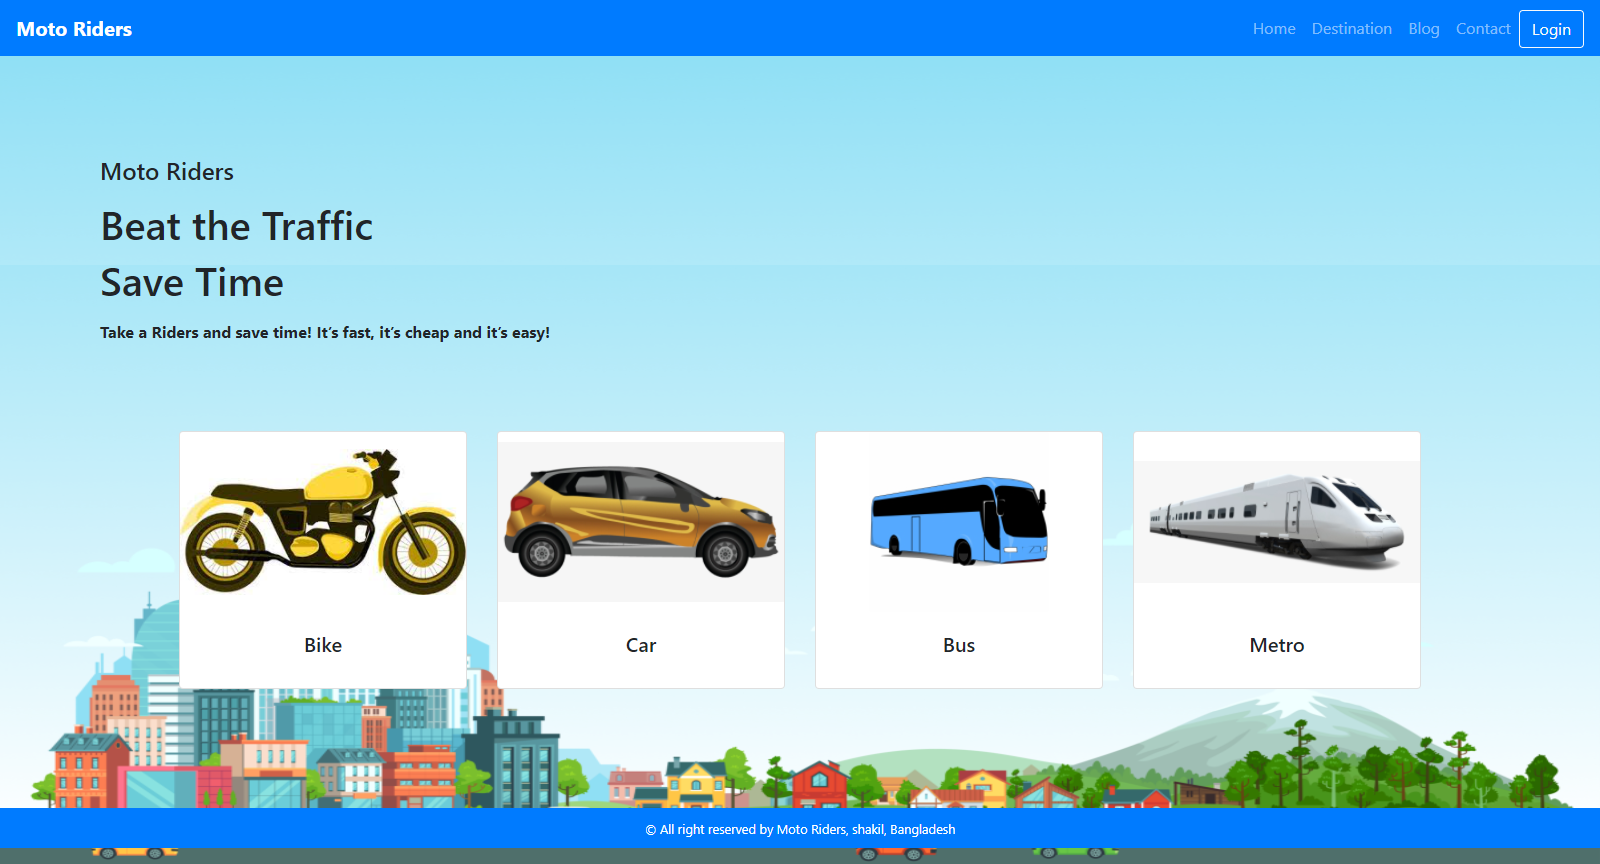 Moto Riders
Home Destination Blog Contact Login
Moto Riders
Beat the Traffic
Save Time
Take a Riders and save time! It’s fast, it’s cheap and it’s easy!
Bike
Car
Bus
Metro
© All right reserved by Moto Riders, shakil, Bangladesh